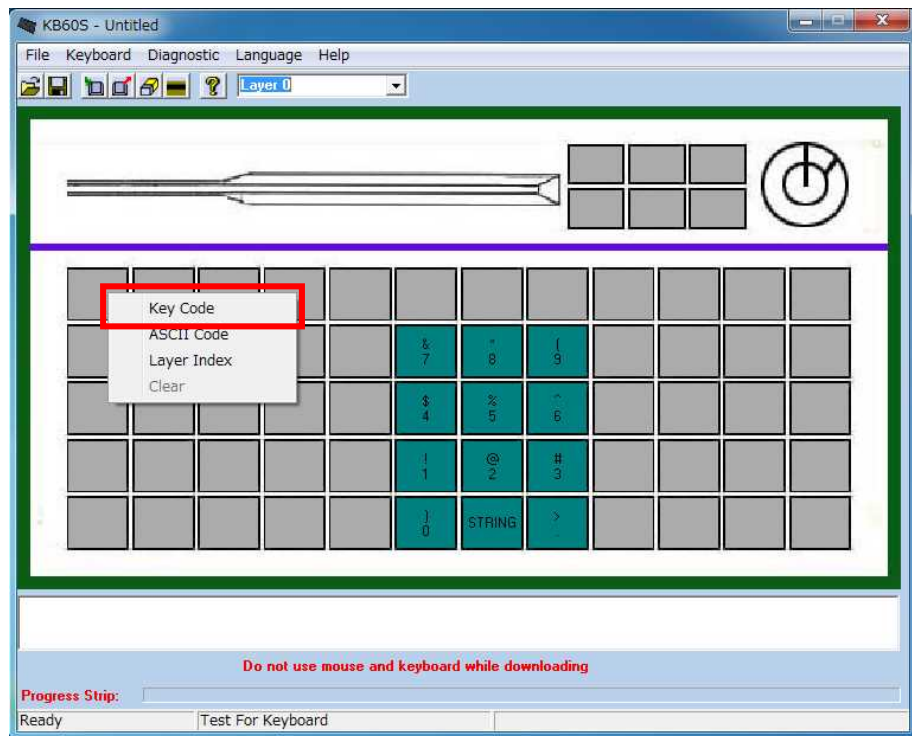 KB60S - Untitled
File Keyboard Diagnostic Language Help
Layer 0
Key Code
ASCII Code
Layer Index
Clear
& * (
7 8 9
$ % ^
4 5 6
! @ #
1 2 3
) STRING >
0 .
Do not use mouse and keyboard while downloading
Progress Strip:
Ready Test For Keyboard